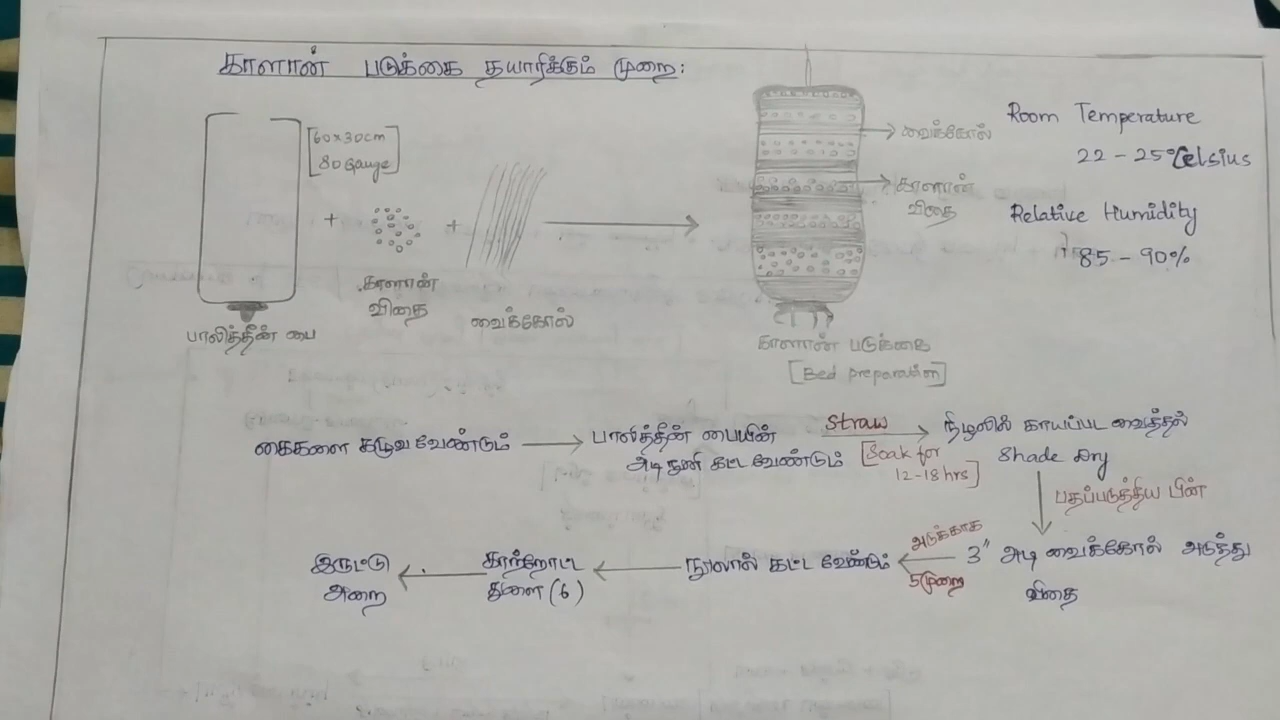 காளான் படுக்கை தயாரிக்கும் முறை:
[60x30cm
80 Gauge]
+
காளான்
விதை
+
வைக்கோல்
பாலித்தீன் பை
வைக்கோல்
காளான்
விதை
காளான் படுக்கை
[Bed preparation]
Room Temperature
22 - 25°Celsius
Relative Humidity
85 - 90%
கைகளை கழுவ வேண்டும்
பாலித்தீன் பையின்
அடி நுனி கட்ட வேண்டும்
Straw
[Soak for
12-18 hrs]
நிழலில் காயப்பட வைத்தல்
Shade Dry
பதப்படுத்திய பின்
3" அடி வைக்கோல் அடுத்து
விதை
அடுக்காக
5முறை
நூலால் கட்ட வேண்டும்
காற்றோட்ட
துளை (6)
இருட்டு
அறை